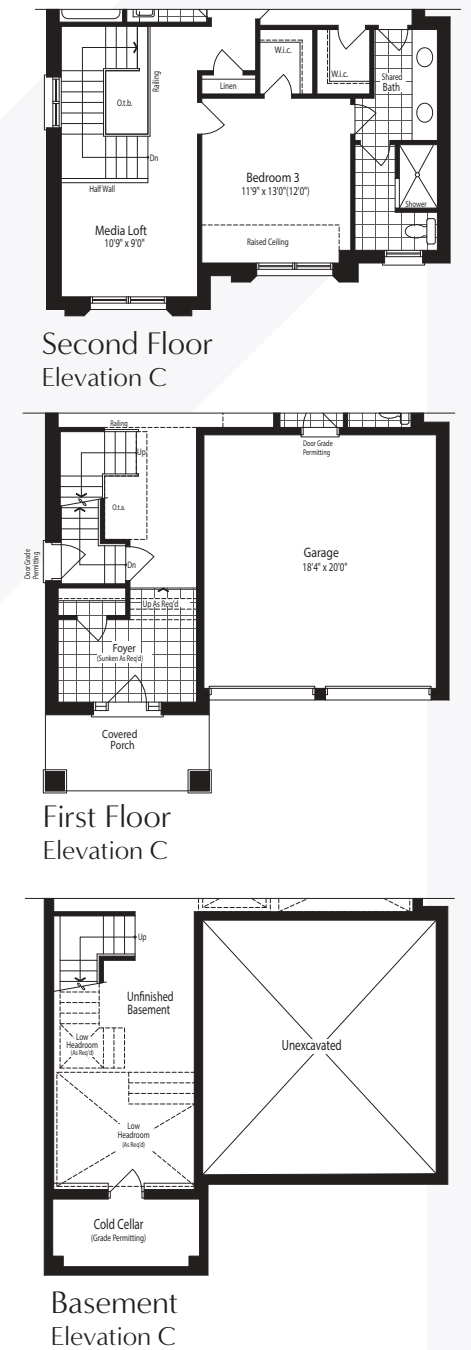 Railing
W.i.c.
W.i.c.
Shared
Bath
Linen
O.t.b.
Dn
Bedroom 3
11'9" x 13'0"(12'0")
Half Wall
Shower
Media Loft
10'9" x 9'0"
Raised Ceiling
Second Floor
Elevation C
Railing
Door Grade
Permitting
Up
O.t.a.
Garage
18'4" x 20'0"
Door Grade
Permitting
Dn
Up As Req'd
Foyer
(Sunken As Req'd)
Covered
Porch
First Floor
Elevation C
Up
Unfinished
Basement
Low
Headroom
(As Req'd)
Unexcavated
Low
Headroom
(As Req'd)
Cold Cellar
(Grade Permitting)
Basement
Elevation C